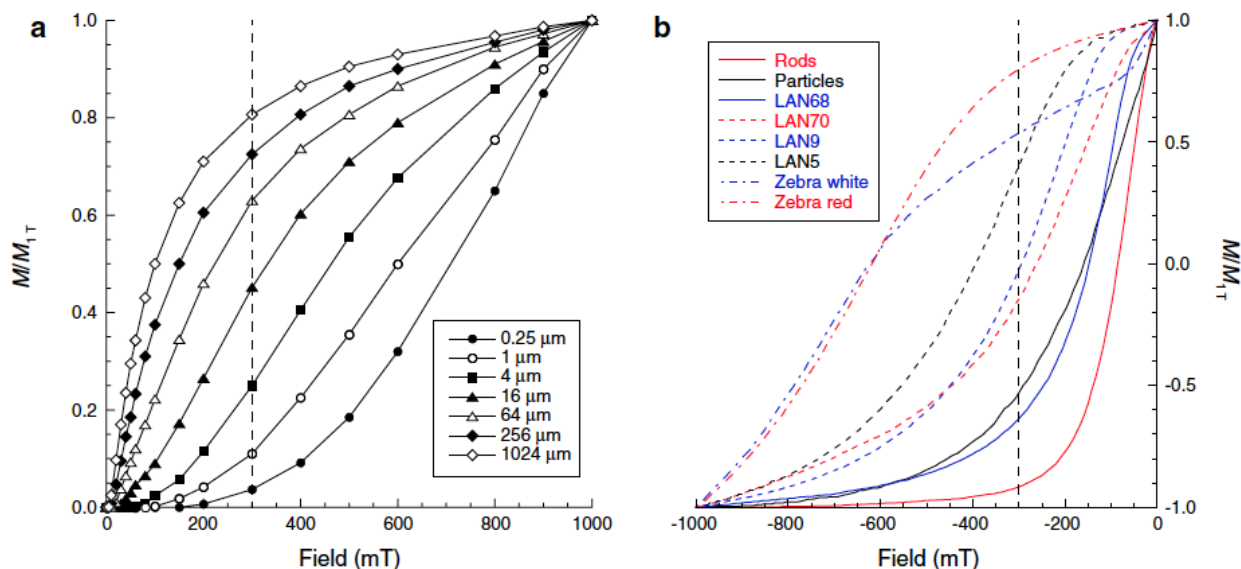 a
1.0
0.8
0.6
0.4
0.2
0.0
M/M1 T
0
200
400
600
800
1000
Field (mT)
0.25 μm
1 μm
4 μm
16 μm
64 μm
256 μm
1024 μm
b
Rods
Particles
LAN68
LAN70
LAN9
LAN5
Zebra white
Zebra red
1.0
0.5
0.0
-0.5
-1.0
M/M1T
-1000
-800
-600
-400
-200
0
Field (mT)